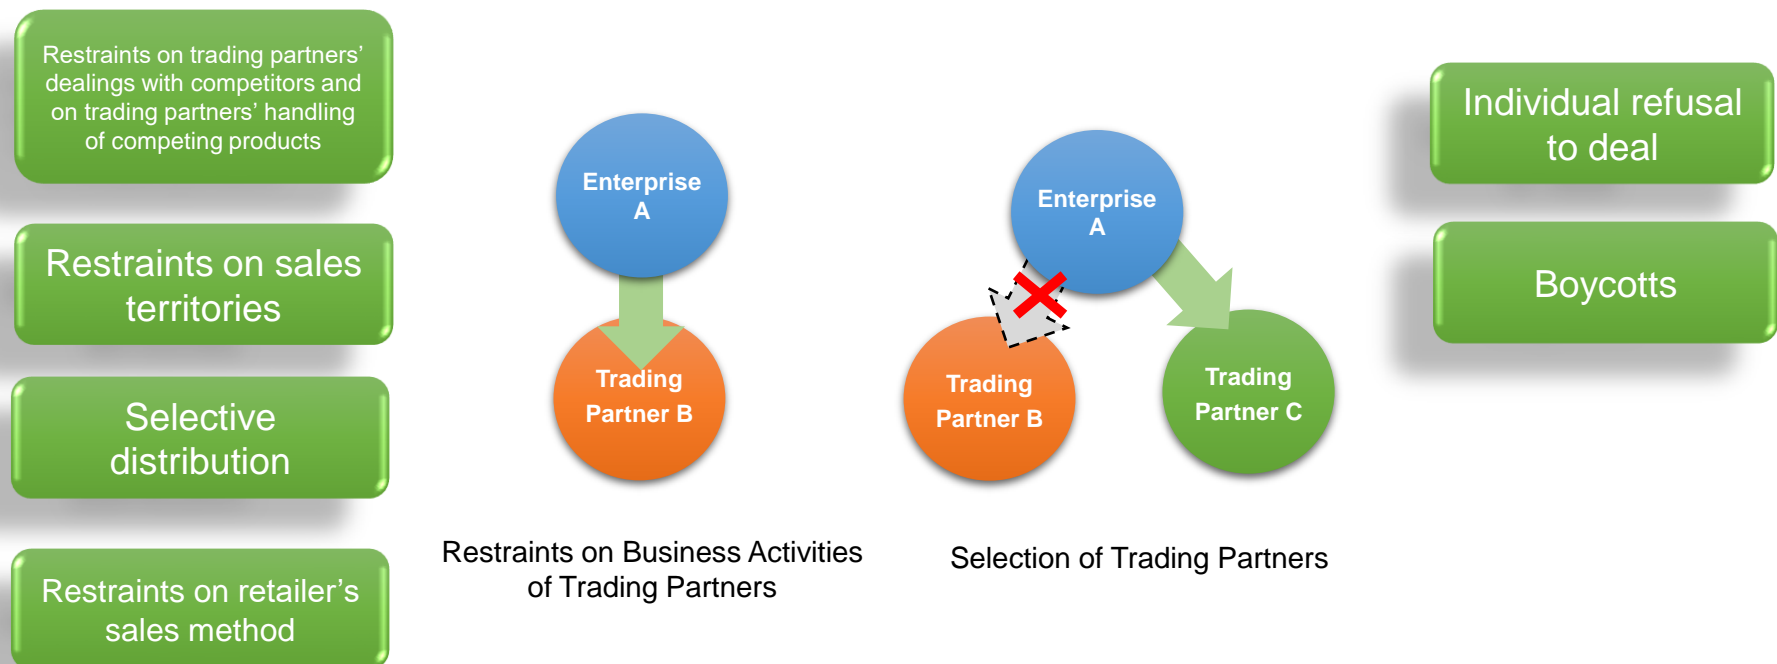 Restraints on trading partners’
dealings with competitors and
on trading partners’ handling
of competing products
Restraints on sales
territories
Selective
distribution
Restraints on retailer’s
sales method
Enterprise
A
Trading
Partner B
Restraints on Business Activities
of Trading Partners
Enterprise
A
Trading
Partner B
Trading
Partner C
Selection of Trading Partners
Individual refusal
to deal
Boycotts